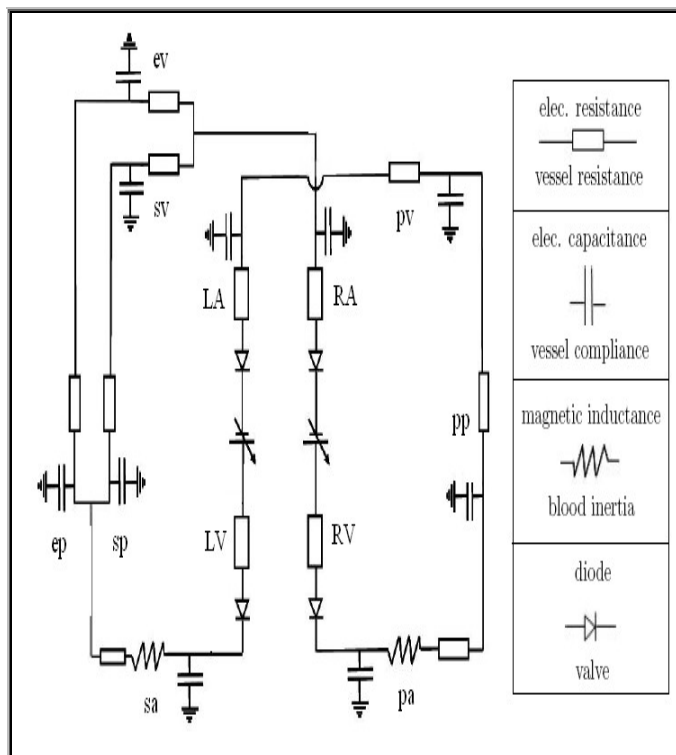 ev
sv
pv
LA
RA
pp
LV
RV
ep
sp
sa
pa
elec. resistance
vessel resistance
elec. capacitance
vessel compliance
magnetic inductance
blood inertia
diode
valve